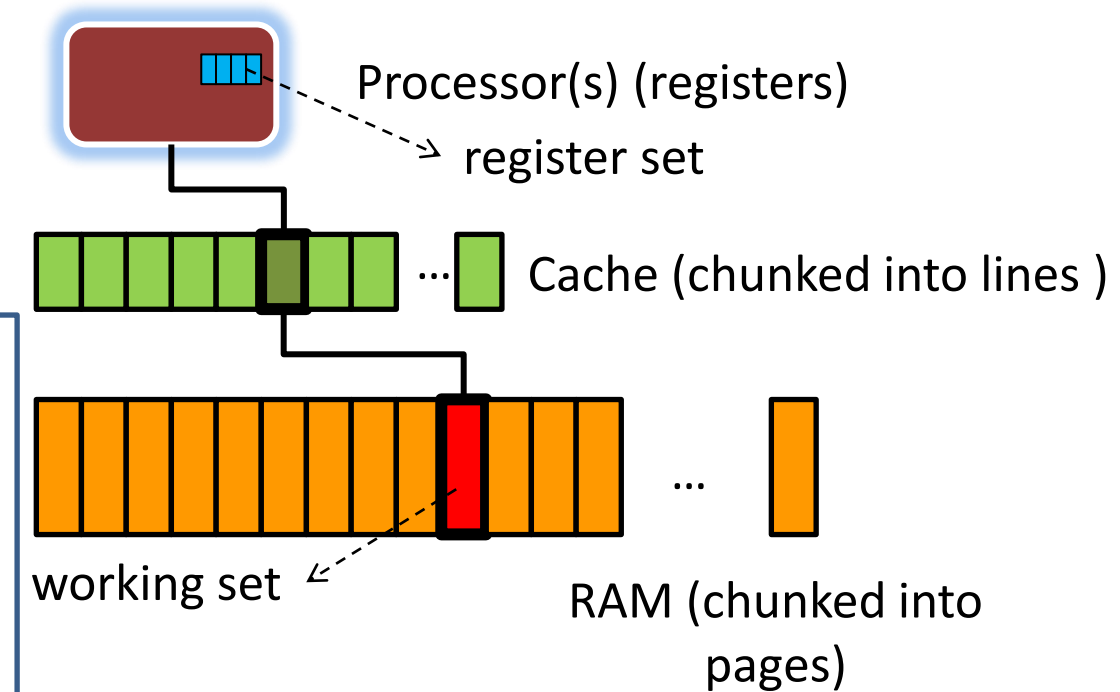 Processor(s) (registers)
register set
...
Cache (chunked into lines )
...
working set
RAM (chunked into
pages)